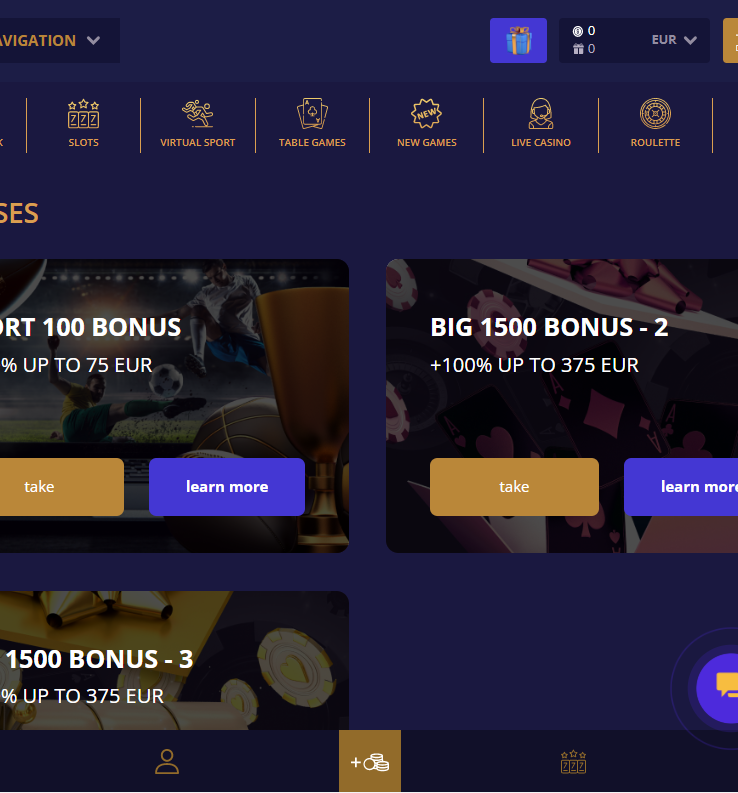 AVIGATION
0
0
EUR
K
SLOTS
VIRTUAL SPORT
TABLE GAMES
NEW
NEW GAMES
LIVE CASINO
ROULETTE
SES
ORT 100 BONUS
% UP TO 75 EUR
take
learn more
BIG 1500 BONUS - 2
+100% UP TO 375 EUR
take
learn more
1500 BONUS - 3
% UP TO 375 EUR
+